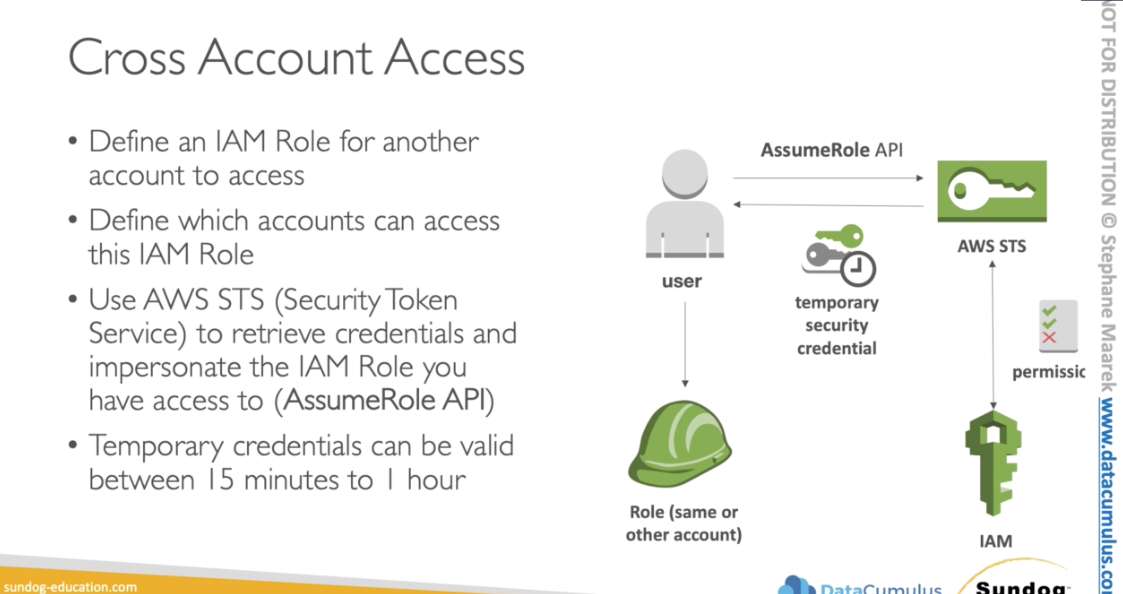 Cross Account Access
• Define an IAM Role for another
account to access
• Define which accounts can access
this IAM Role
• Use AWS STS (Security Token
Service) to retrieve credentials and
impersonate the IAM Role you
have access to (AssumeRole API)
• Temporary credentials can be valid
between 15 minutes to 1 hour
AssumeRole API
AWS STS
user
temporary
security
credential
permissic
Role (same or
other account)
IAM
sundog-education.com
DataCumulus
Sundog
NOT FOR DISTRIBUTION © Stephane Maarek www.datacumulus.co